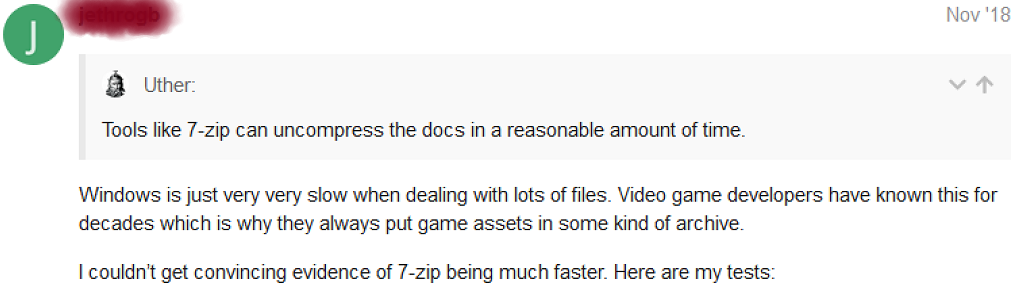 J
Nov '18
Uther:
Tools like 7-zip can uncompress the docs in a reasonable amount of time.
Windows is just very very slow when dealing with lots of files. Video game developers have known this for
decades which is why they always put game assets in some kind of archive.
I couldn't get convincing evidence of 7-zip being much faster. Here are my tests: